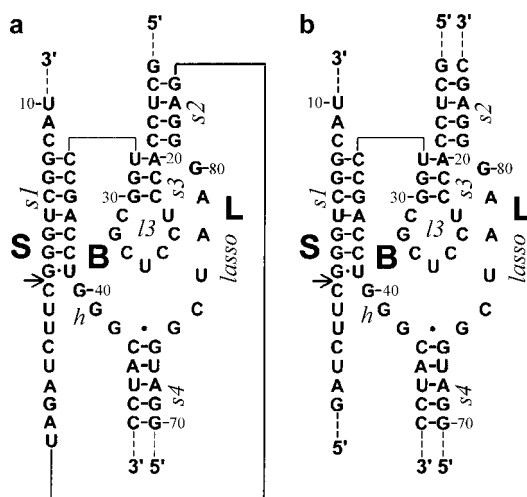 a
5'
3'
G
C-G
10-U U-A
A C-G
C C-G
G-C U A-20 G-80
G-C G-C
C-G 30 G-C A
U-A C U A
G-C G C
G-C C C A
G·U U U
C G-40
U G C
U G · G
C C-G
U A-U
A U-A
G C-G
A C-G-70
U
3' 5'
s1 s2 s3 l3 lasso h s4
S B L
b
5' 3'
3'
G-C
C-G
10-U U-A
A C-G
C C-G
G-C U A-20 G-80
G-C G-C
C-G 30 G-C A
U-A C U A
G-C G C
G-C C C A
G·U U U
C G-40
U G C
U G · G
C C-G
U A-U
A U-A
G C-G
C-G-70
5'
3' 5'
s1 s2 s3 l3 lasso h s4
S B L